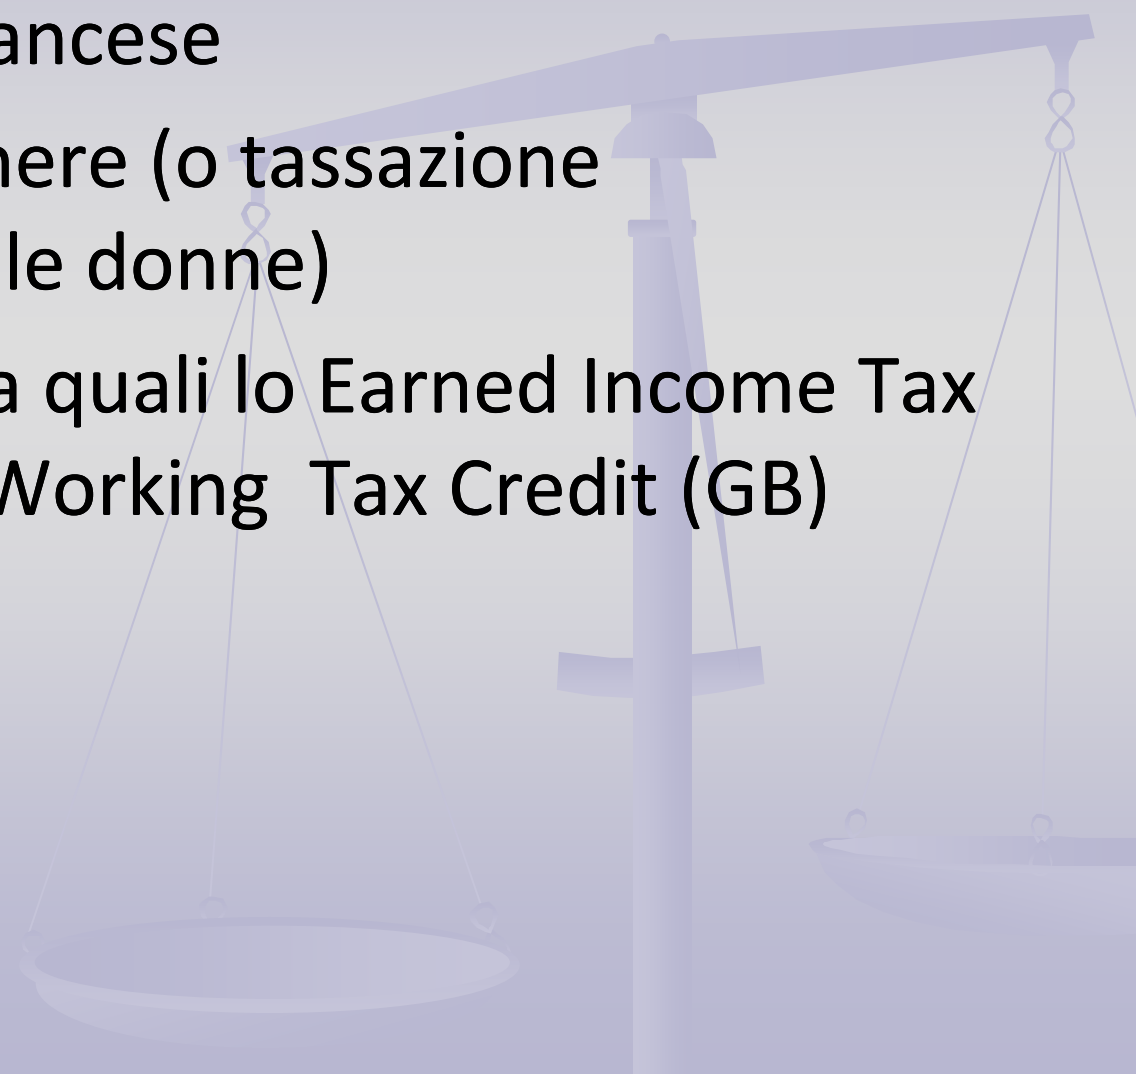 ancese
nere (o tassazione
le donne)
a quali lo Earned Income Tax
Working Tax Credit (GB)